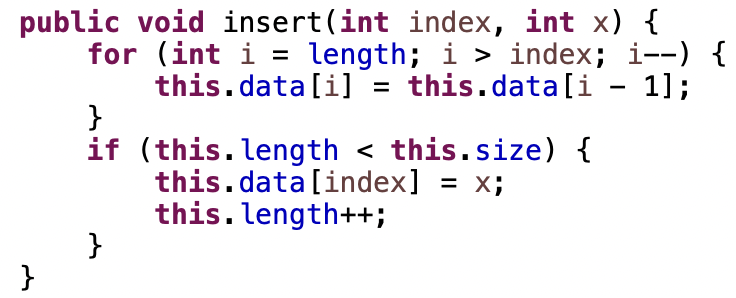 public void insert(int index, int x) {
    for (int i = length; i > index; i--) {
        this.data[i] = this.data[i - 1];
    }
    if (this.length < this.size) {
        this.data[index] = x;
        this.length++;
    }
}